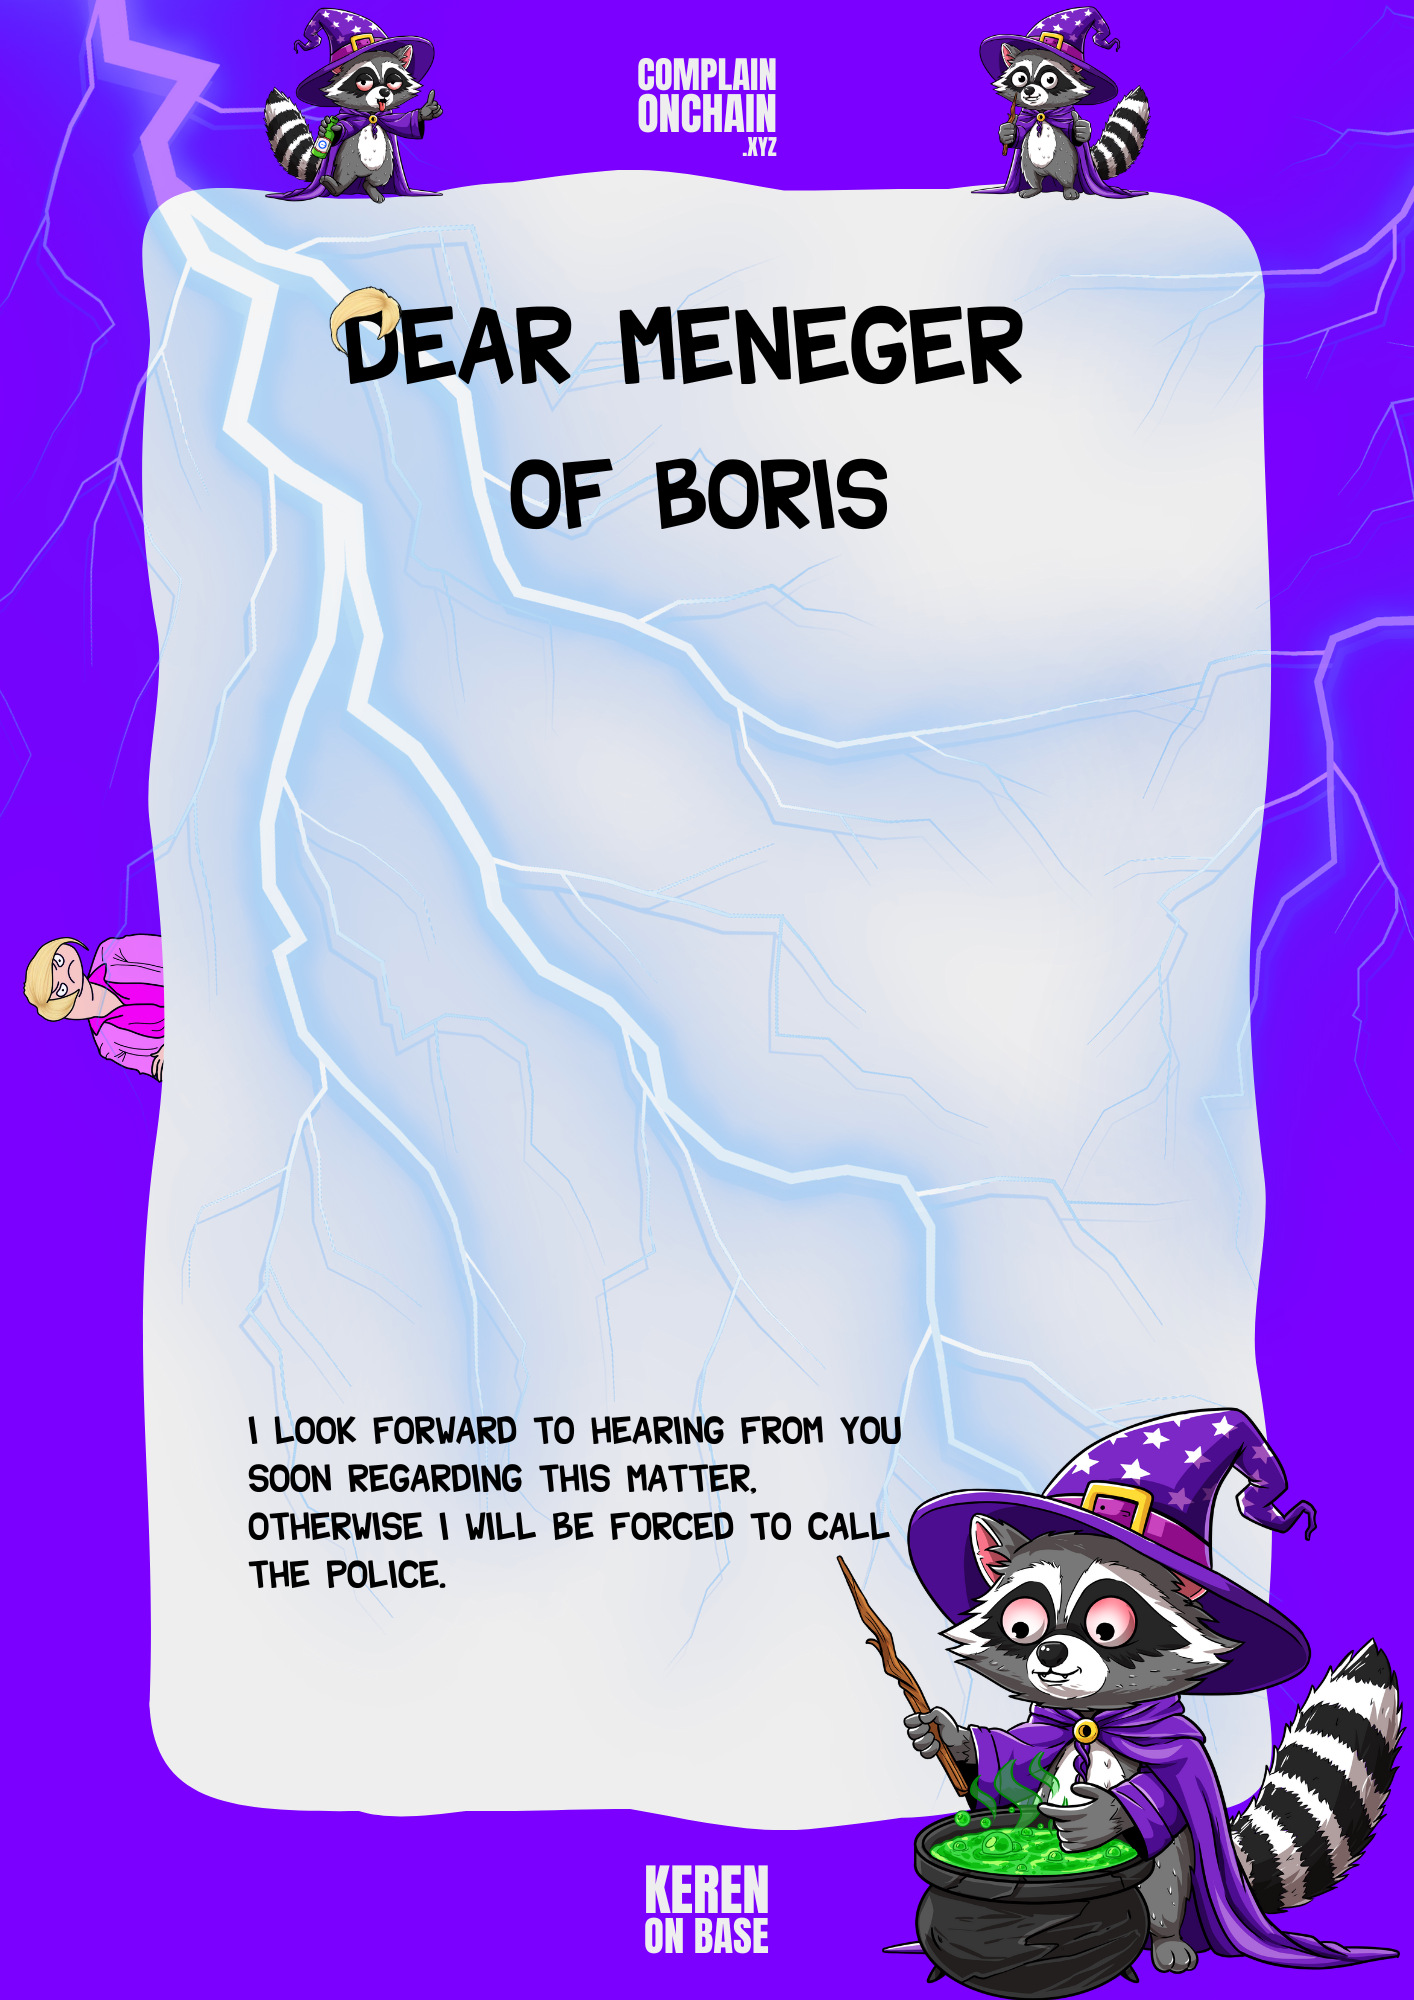 COMPLAIN
ONCHAIN
.XYZ
DEAR MENEGER
OF BORIS
I LOOK FORWARD TO HEARING FROM YOU
SOON REGARDING THIS MATTER.
OTHERWISE I WILL BE FORCED TO CALL
THE POLICE.
KEREN
ON BASE